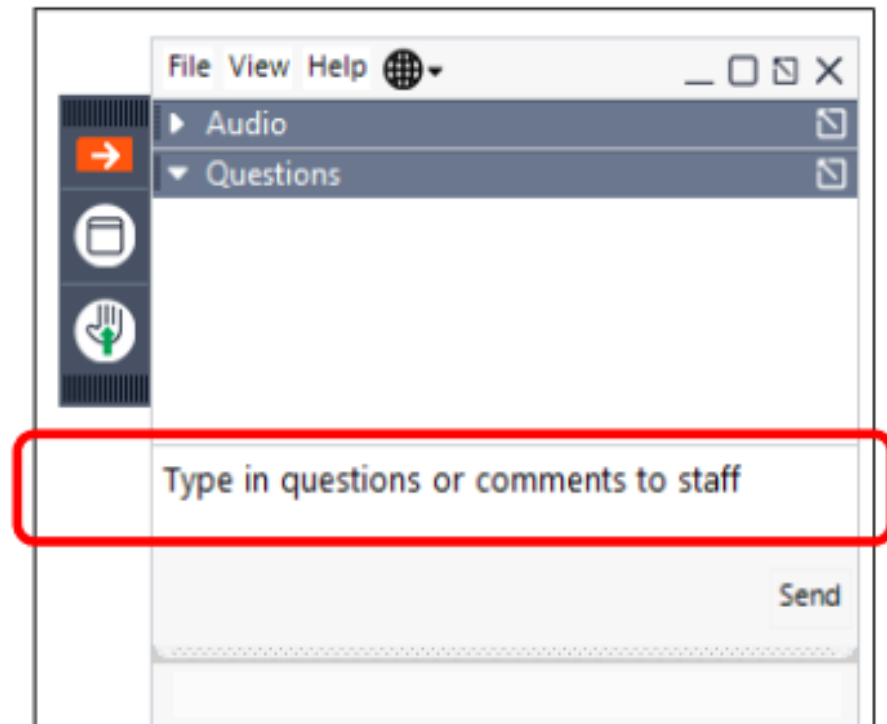 File View Help
Audio
Questions
Type in questions or comments to staff
Send